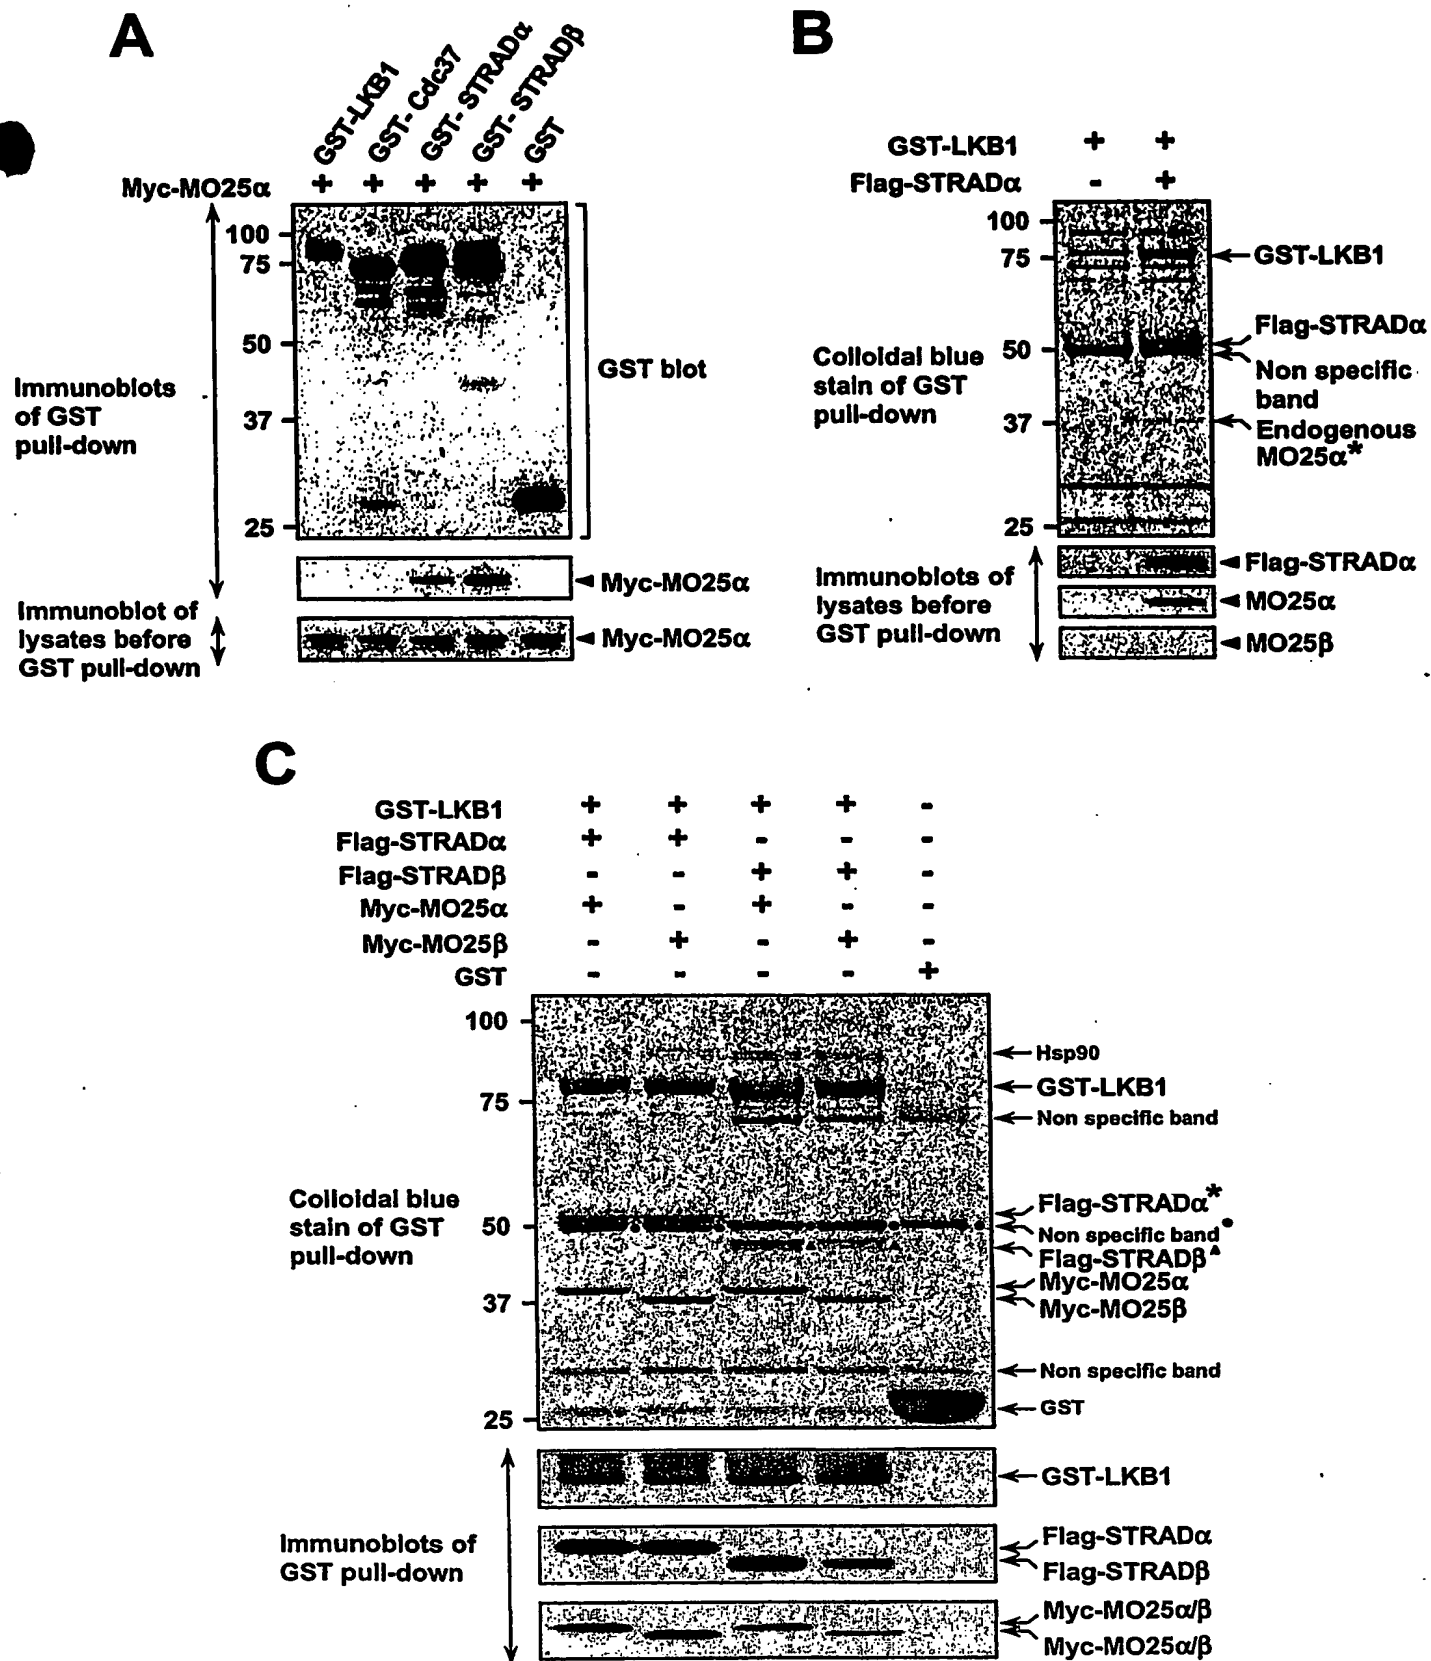 A
GST-LKB1
GST- Cdc37
GST- STRADα
GST- STRADβ
GST
Myc-MO25α + + + + +
100
75
50
37
25
Immunoblots
of GST
pull-down
GST blot
Myc-MO25α
Immunoblot of
lysates before
GST pull-down
Myc-MO25α
B
GST-LKB1 + +
Flag-STRADα - +
100
75
50
37
25
GST-LKB1
Flag-STRADα
Non specific
band
Endogenous
MO25α*
Colloidal blue
stain of GST
pull-down
Immunoblots of
lysates before
GST pull-down
Flag-STRADα
MO25α
MO25β
C
GST-LKB1 + + + + -
Flag-STRADα + + - - -
Flag-STRADβ - - + + -
Myc-MO25α + - + - -
Myc-MO25β - + - + -
GST - - - - +
100
75
50
37
25
Hsp90
GST-LKB1
Non specific band
Flag-STRADα*
Non specific band•
Flag-STRADβ▲
Myc-MO25α
Myc-MO25β
Non specific band
GST
Colloidal blue
stain of GST
pull-down
GST-LKB1
Immunoblots of
GST pull-down
Flag-STRADα
Flag-STRADβ
Myc-MO25α/β
Myc-MO25α/β